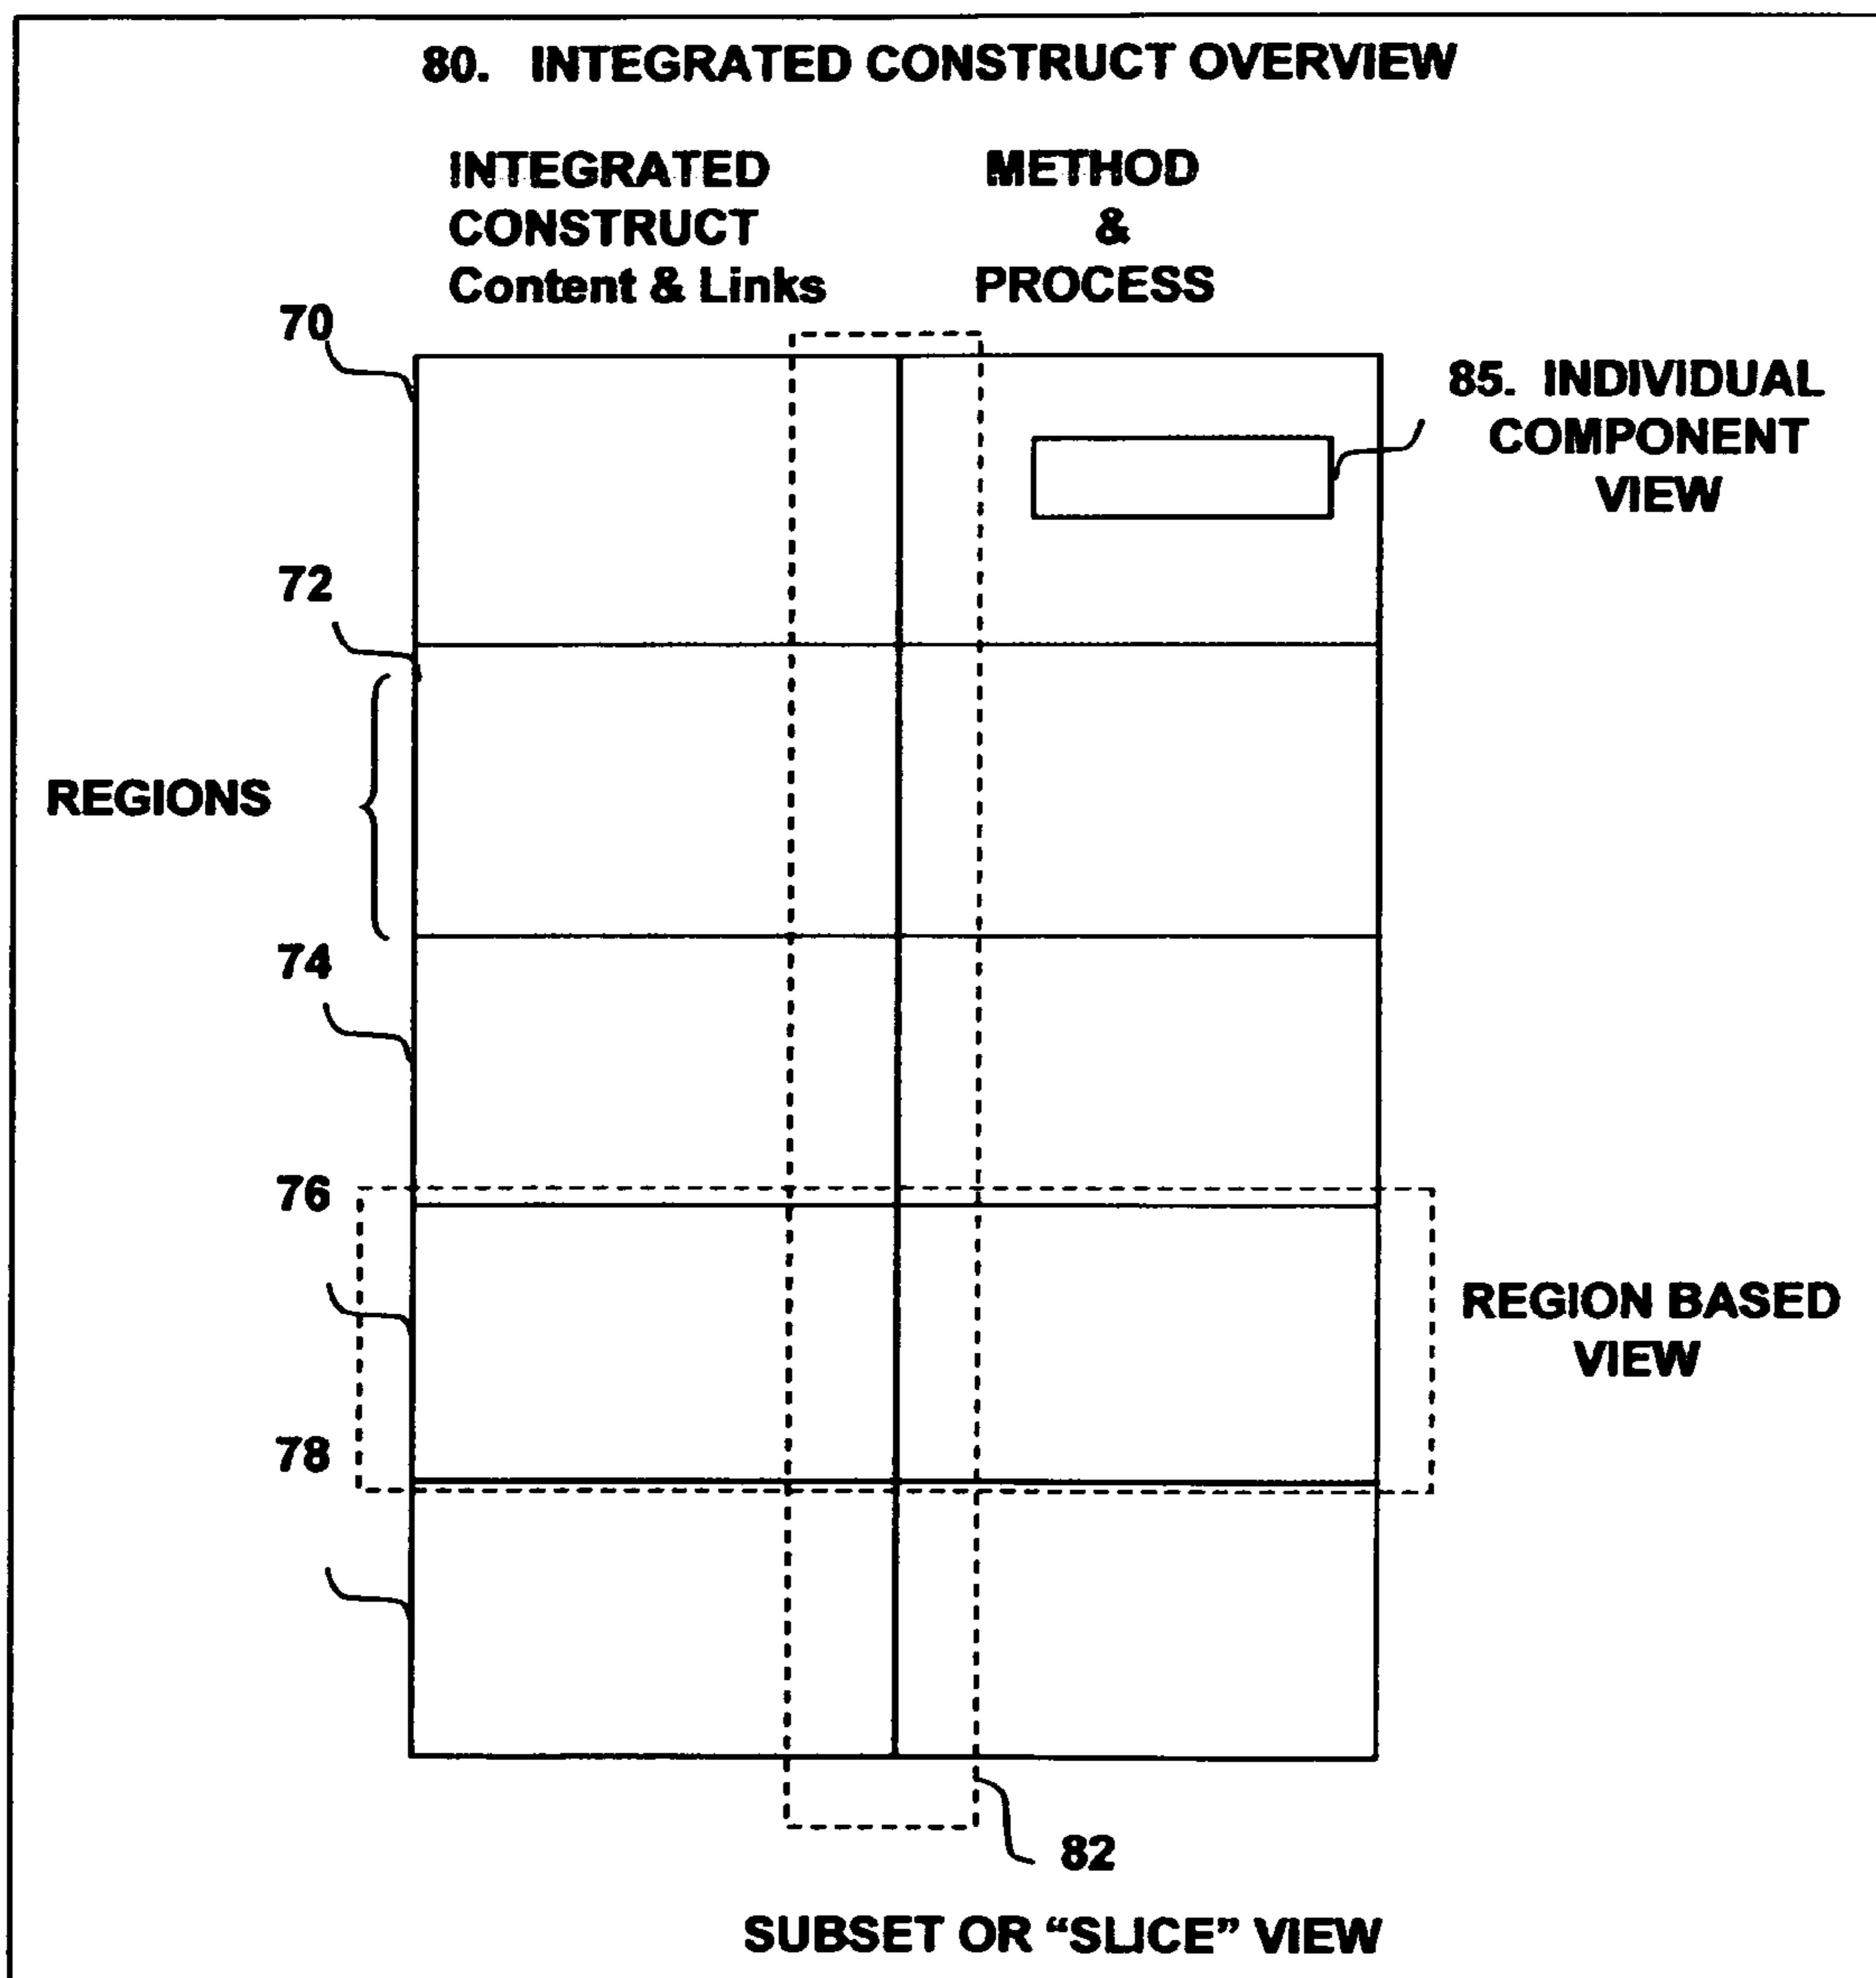 80. INTEGRATED CONSTRUCT OVERVIEW
INTEGRATED
CONSTRUCT
Content & Links
METHOD
&
PROCESS
70
85. INDIVIDUAL
COMPONENT
VIEW
72
REGIONS
74
76
REGION BASED
VIEW
78
82
SUBSET OR “SLICE” VIEW